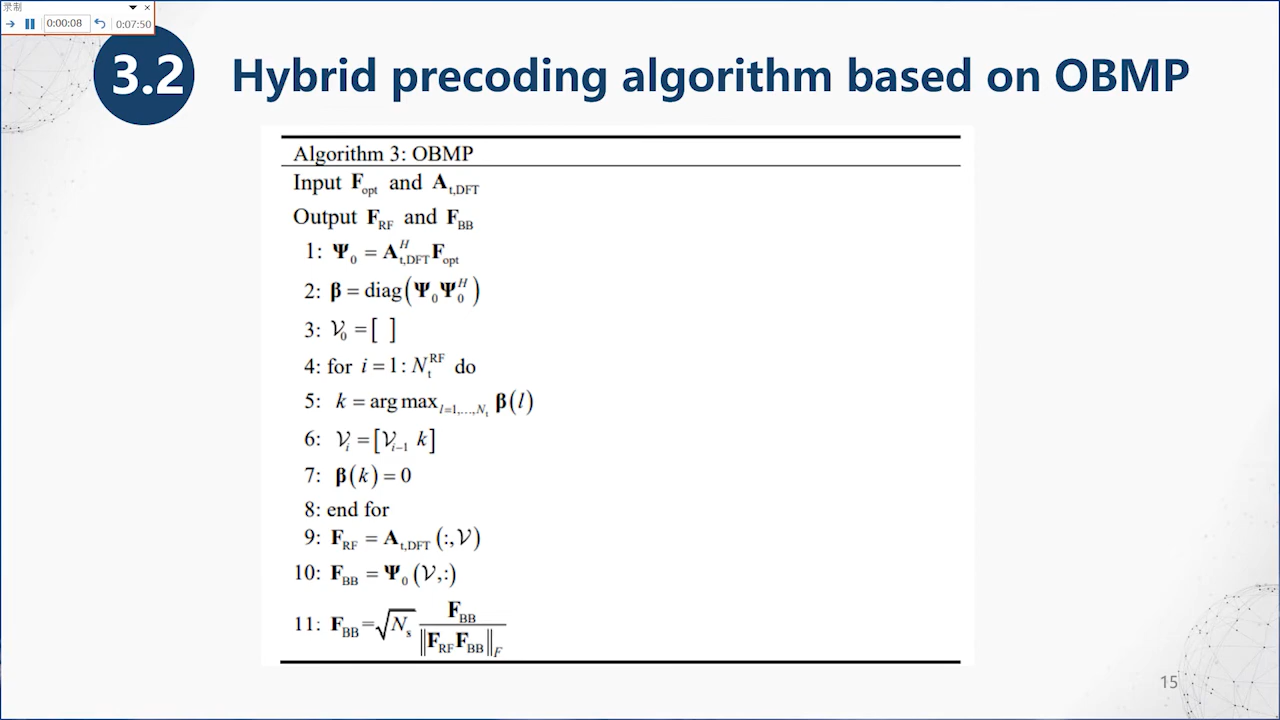 录制
0:00:08 0:07:50
3.2 Hybrid precoding algorithm based on OBMP
Algorithm 3: OBMP
Input F_opt and A_t,DFT
Output F_RF and F_BB
1: Ψ_0 = A_t,DFT^H F_opt
2: β = diag(Ψ_0 Ψ_0^H)
3: 𝒱_0 = [ ]
4: for i = 1 : N_t^RF do
5: k = arg max_{l=1,…,N_t} β(l)
6: 𝒱_i = [𝒱_{i−1} k]
7: β(k) = 0
8: end for
9: F_RF = A_t,DFT (:,𝒱)
10: F_BB = Ψ_0 (𝒱,:)
11: F_BB = √N_s F_BB / ‖F_RF F_BB‖_F
15